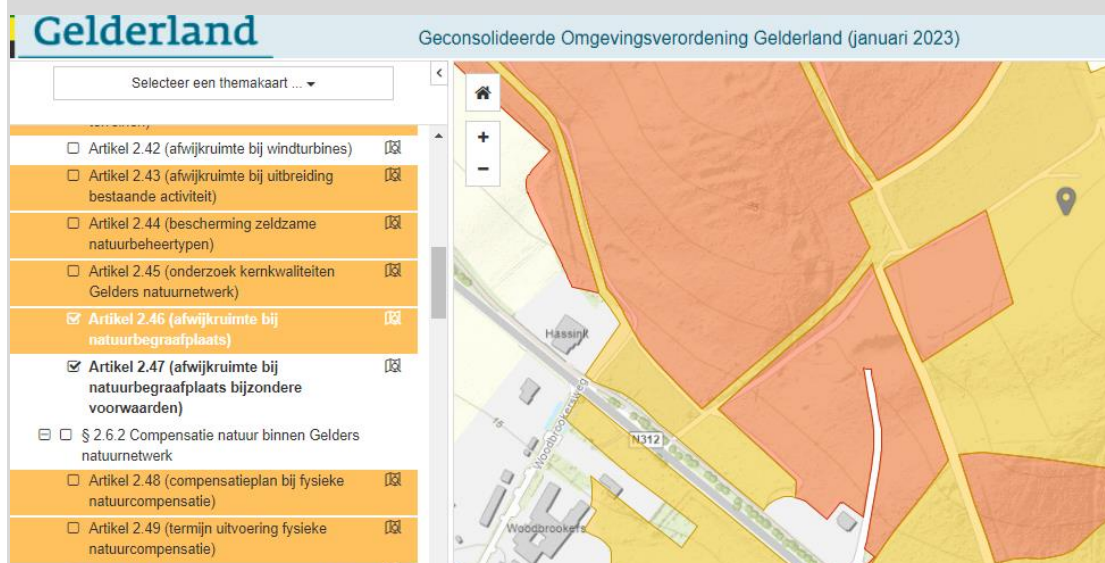 Gelderland
Geconsolideerde Omgevingsverordening Gelderland (januari 2023)
Selecteer een themakaart ...
Artikel 2.42 (afwijkruimte bij windturbines)
Artikel 2.43 (afwijkruimte bij uitbreiding
bestaande activiteit)
Artikel 2.44 (bescherming zeldzame
natuurbeheertypen)
Artikel 2.45 (onderzoek kernkwaliteiten
Gelders natuurnetwerk)
Artikel 2.46 (afwijkruimte bij
natuurbegraafplaats)
Artikel 2.47 (afwijkruimte bij
natuurbegraafplaats bijzondere
voorwaarden)
§ 2.6.2 Compensatie natuur binnen Gelders
natuurnetwerk
Artikel 2.48 (compensatieplan bij fysieke
natuurcompensatie)
Artikel 2.49 (termijn uitvoering fysieke
natuurcompensatie)
Hassink
Woodbrookersweg
N312
15
Woodbrookers